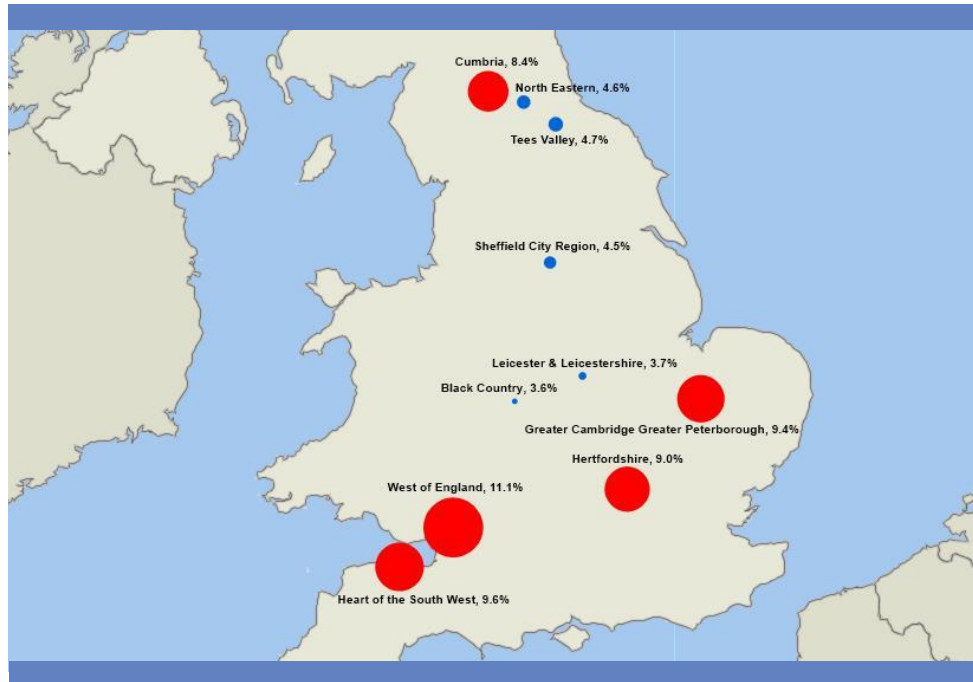 Cumbria, 8.4%
North Eastern, 4.6%
Tees Valley, 4.7%
Sheffield City Region, 4.5%
Leicester & Leicestershire, 3.7%
Black Country, 3.6%
Greater Cambridge Greater Peterborough, 9.4%
Hertfordshire, 9.0%
West of England, 11.1%
Heart of the South West, 9.6%